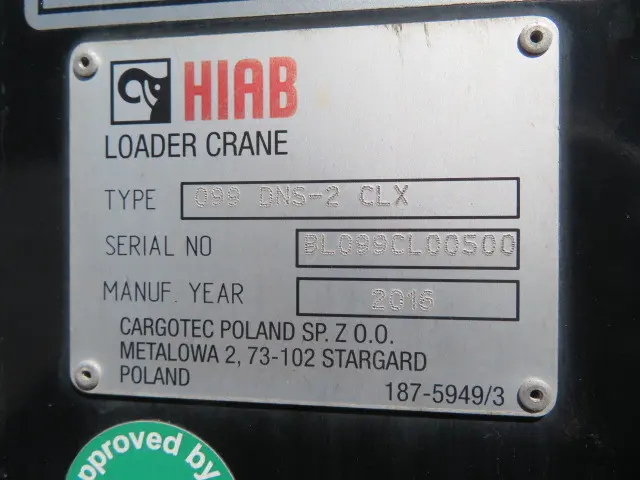 HIAB
LOADER CRANE
TYPE 099 DNS-2 CLX
SERIAL NO BL099CL00500
MANUF. YEAR 2016
CARGOTEC POLAND SP. Z O.O.
METALOWA 2, 73-102 STARGARD
POLAND
187-5949/3
approved by